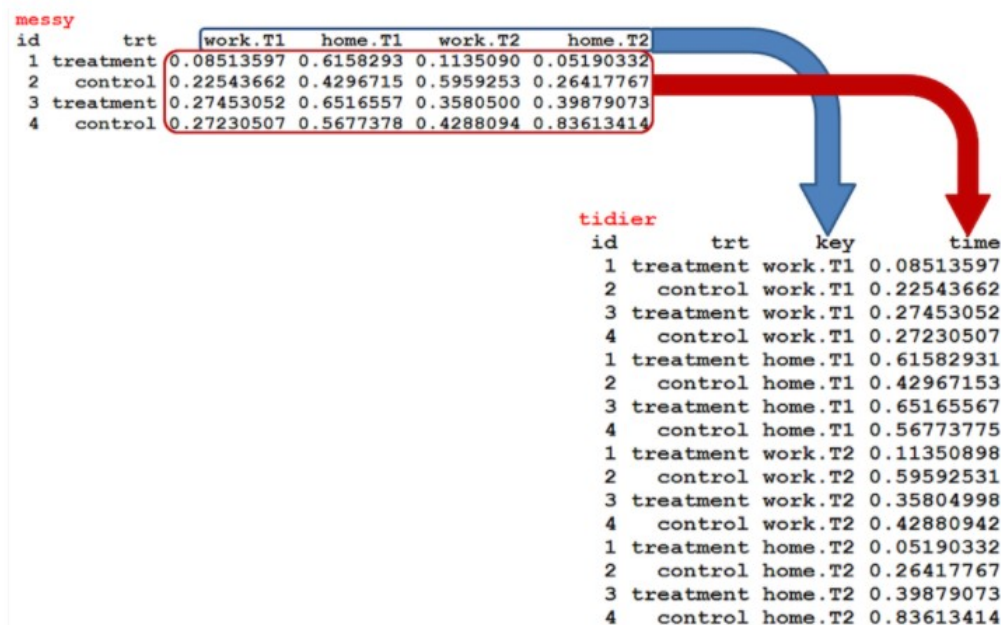 messy
id trt work.T1 home.T1 work.T2 home.T2
1 treatment 0.08513597 0.6158293 0.1135090 0.05190332
2 control 0.22543662 0.4296715 0.5959253 0.26417767
3 treatment 0.27453052 0.6516557 0.3580500 0.39879073
4 control 0.27230507 0.5677378 0.4288094 0.83613414
tidier
id trt key time
1 treatment work.T1 0.08513597
2 control work.T1 0.22543662
3 treatment work.T1 0.27453052
4 control work.T1 0.27230507
1 treatment home.T1 0.61582931
2 control home.T1 0.42967153
3 treatment home.T1 0.65165567
4 control home.T1 0.56773775
1 treatment work.T2 0.11350898
2 control work.T2 0.59592531
3 treatment work.T2 0.35804998
4 control work.T2 0.42880942
1 treatment home.T2 0.05190332
2 control home.T2 0.26417767
3 treatment home.T2 0.39879073
4 control home.T2 0.83613414